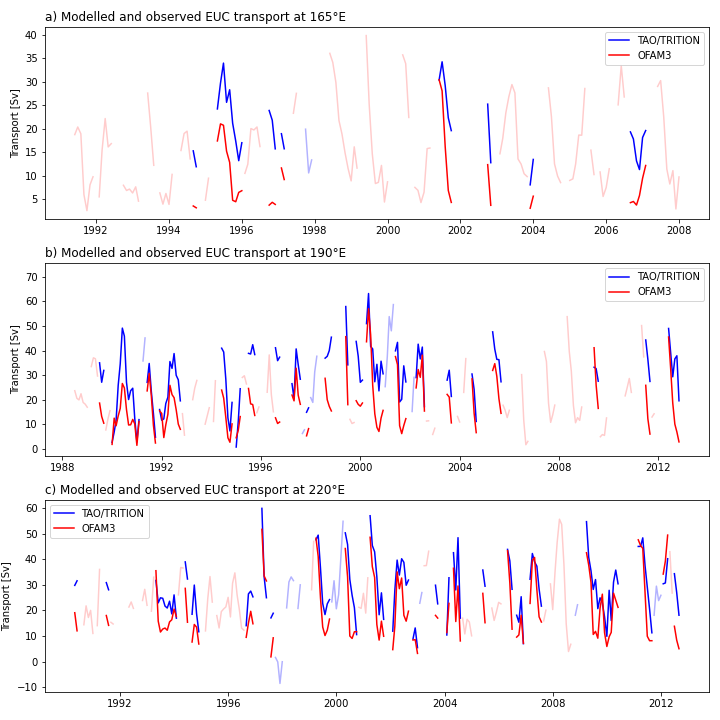 a) Modelled and observed EUC transport at 165°E
Transport [Sv]
40
35
30
25
20
15
10
5
TAO/TRITION
OFAM3
1992 1994 1996 1998 2000 2002 2004 2006 2008
b) Modelled and observed EUC transport at 190°E
Transport [Sv]
70
60
50
40
30
20
10
0
TAO/TRITION
OFAM3
1988 1992 1996 2000 2004 2008 2012
c) Modelled and observed EUC transport at 220°E
Transport [Sv]
60
50
40
30
20
10
0
−10
TAO/TRITION
OFAM3
1992 1996 2000 2004 2008 2012